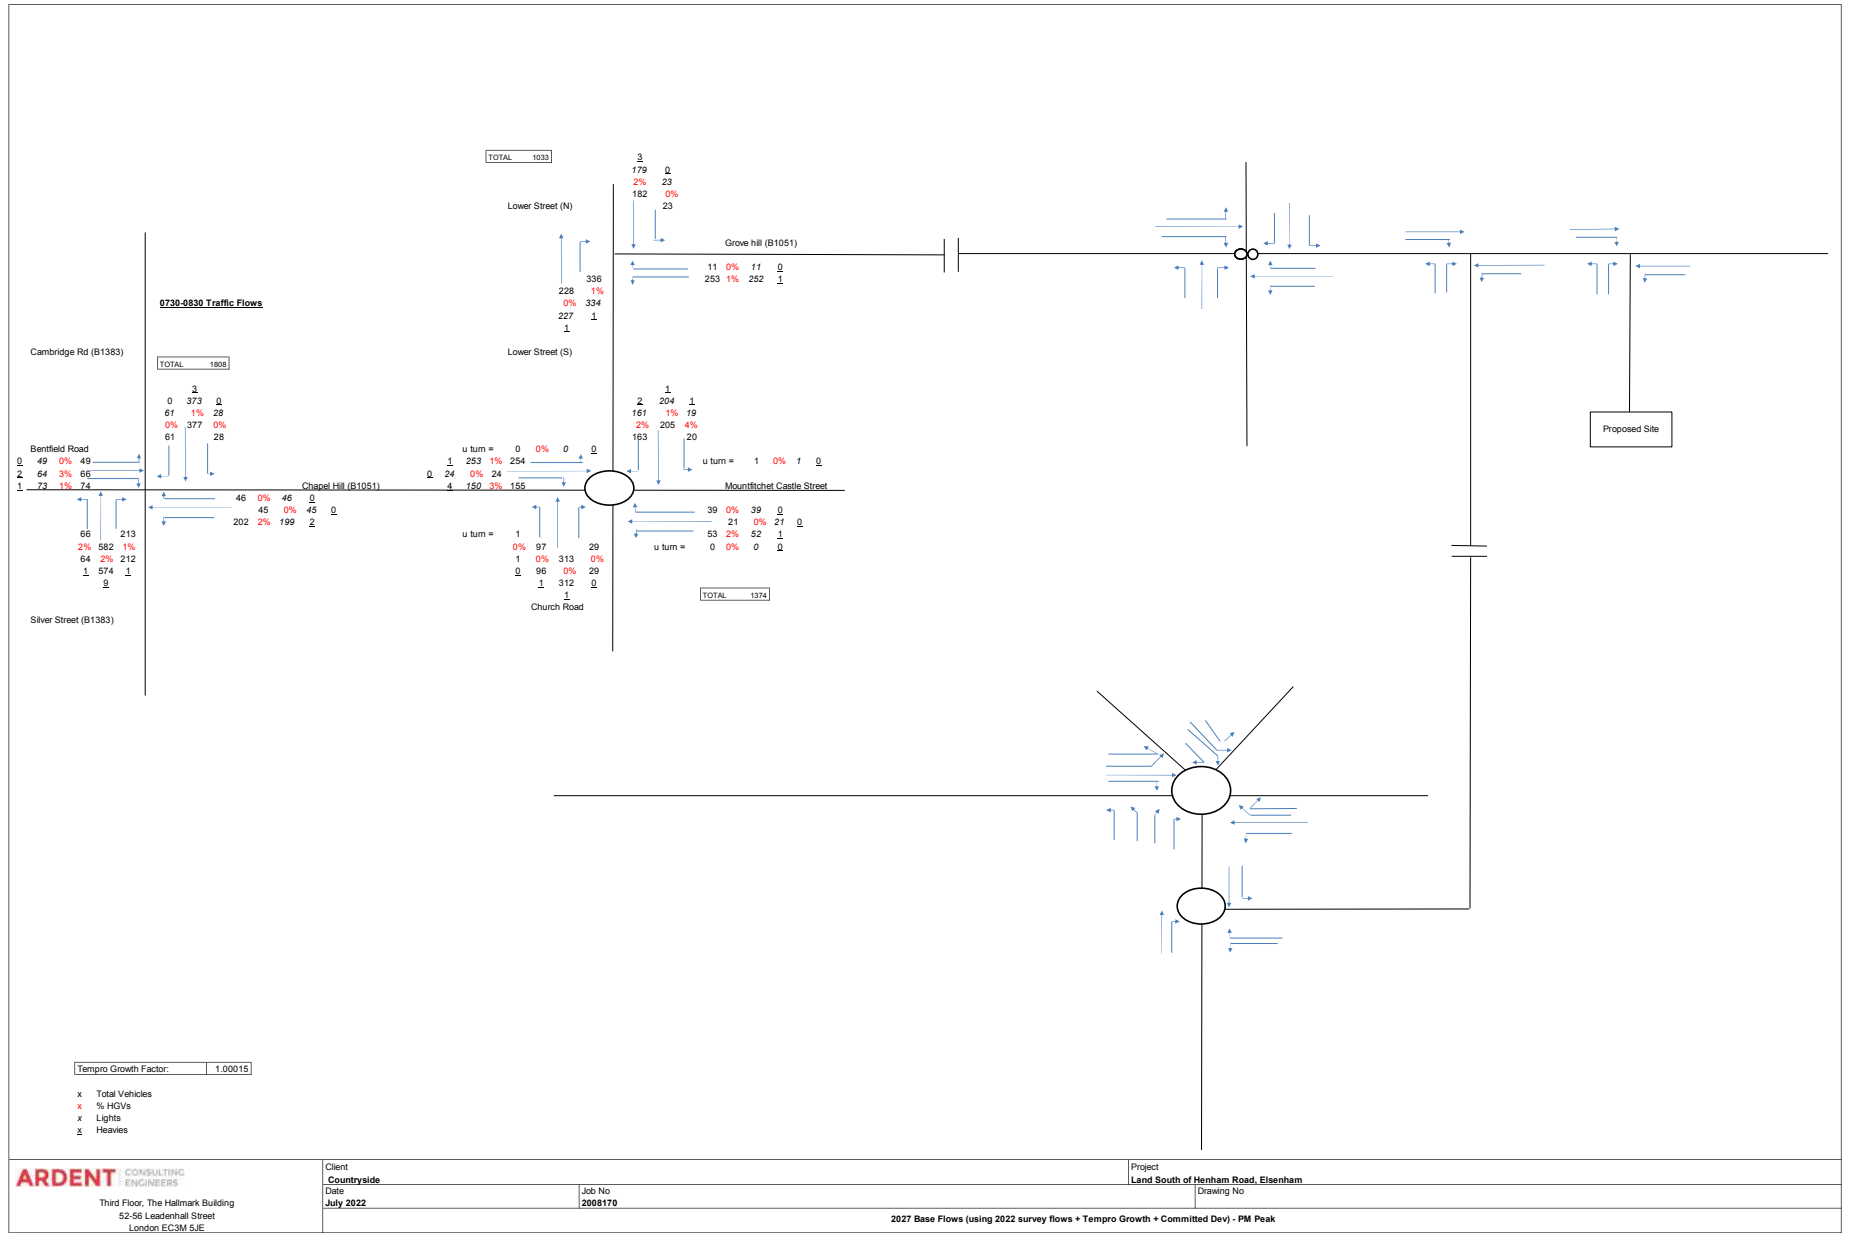 TOTAL 1033
3
179 0
2% 23
182 0%
23
Lower Street (N)
Grove hill (B1051)
11 0% 11 0
253 1% 252 1
336
228 1%
0% 334
227 1
1
0730-0830 Traffic Flows
Cambridge Rd (B1383)
Lower Street (S)
TOTAL 1808
3
0 373 0
61 1% 28
0% 377 0%
61 28
1
2 204 1
161 1% 19
2% 205 4%
163 20
Bentfield Road
0 49 0% 49
2 64 3% 66
1 73 1% 74
u turn = 0 0% 0 0
1 253 1% 254
0 24 0% 24
4 150 3% 155
u turn = 1 0% 1 0
Chapel Hill (B1051)
Mountfitchet Castle Street
46 0% 46 0
45 0% 45 0
202 2% 199 2
39 0% 39 0
21 0% 21 0
53 2% 52 1
u turn = 0 0% 0 0
66 213
2% 582 1%
64 2% 212
1 574 1
9
u turn = 1
0% 97 29
1 0% 313 0%
0 96 0% 29
1 312 0
1
Church Road
TOTAL 1374
Silver Street (B1383)
Proposed Site
Tempro Growth Factor: 1.00015
x Total Vehicles
x % HGVs
x Lights
x Heavies
ARDENT CONSULTING ENGINEERS
Third Floor, The Hallmark Building
52-56 Leadenhall Street
London EC3M 5JE
Client
Countryside
Project
Land South of Henham Road, Elsenham
Date
July 2022
Job No
2008170
Drawing No
2027 Base Flows (using 2022 survey flows + Tempro Growth + Committed Dev) - PM Peak